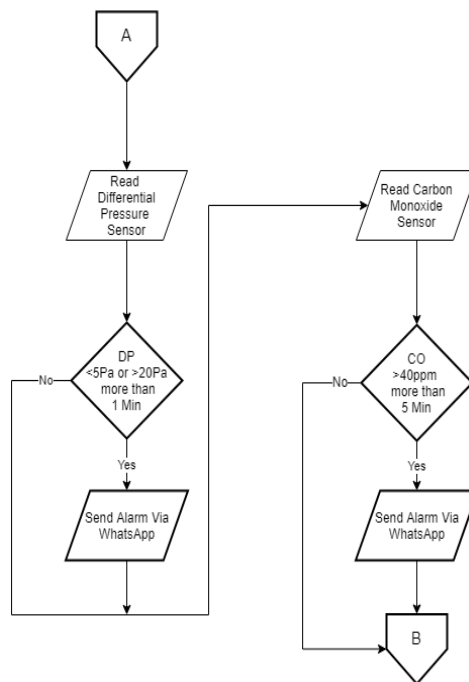 A
Read
Differential
Pressure
Sensor
DP
<5Pa or >20Pa
more than
1 Min
No
Yes
Send Alarm Via
WhatsApp
Read Carbon
Monoxide
Sensor
CO
>40ppm
more than
5 Min
No
Yes
Send Alarm Via
WhatsApp
B